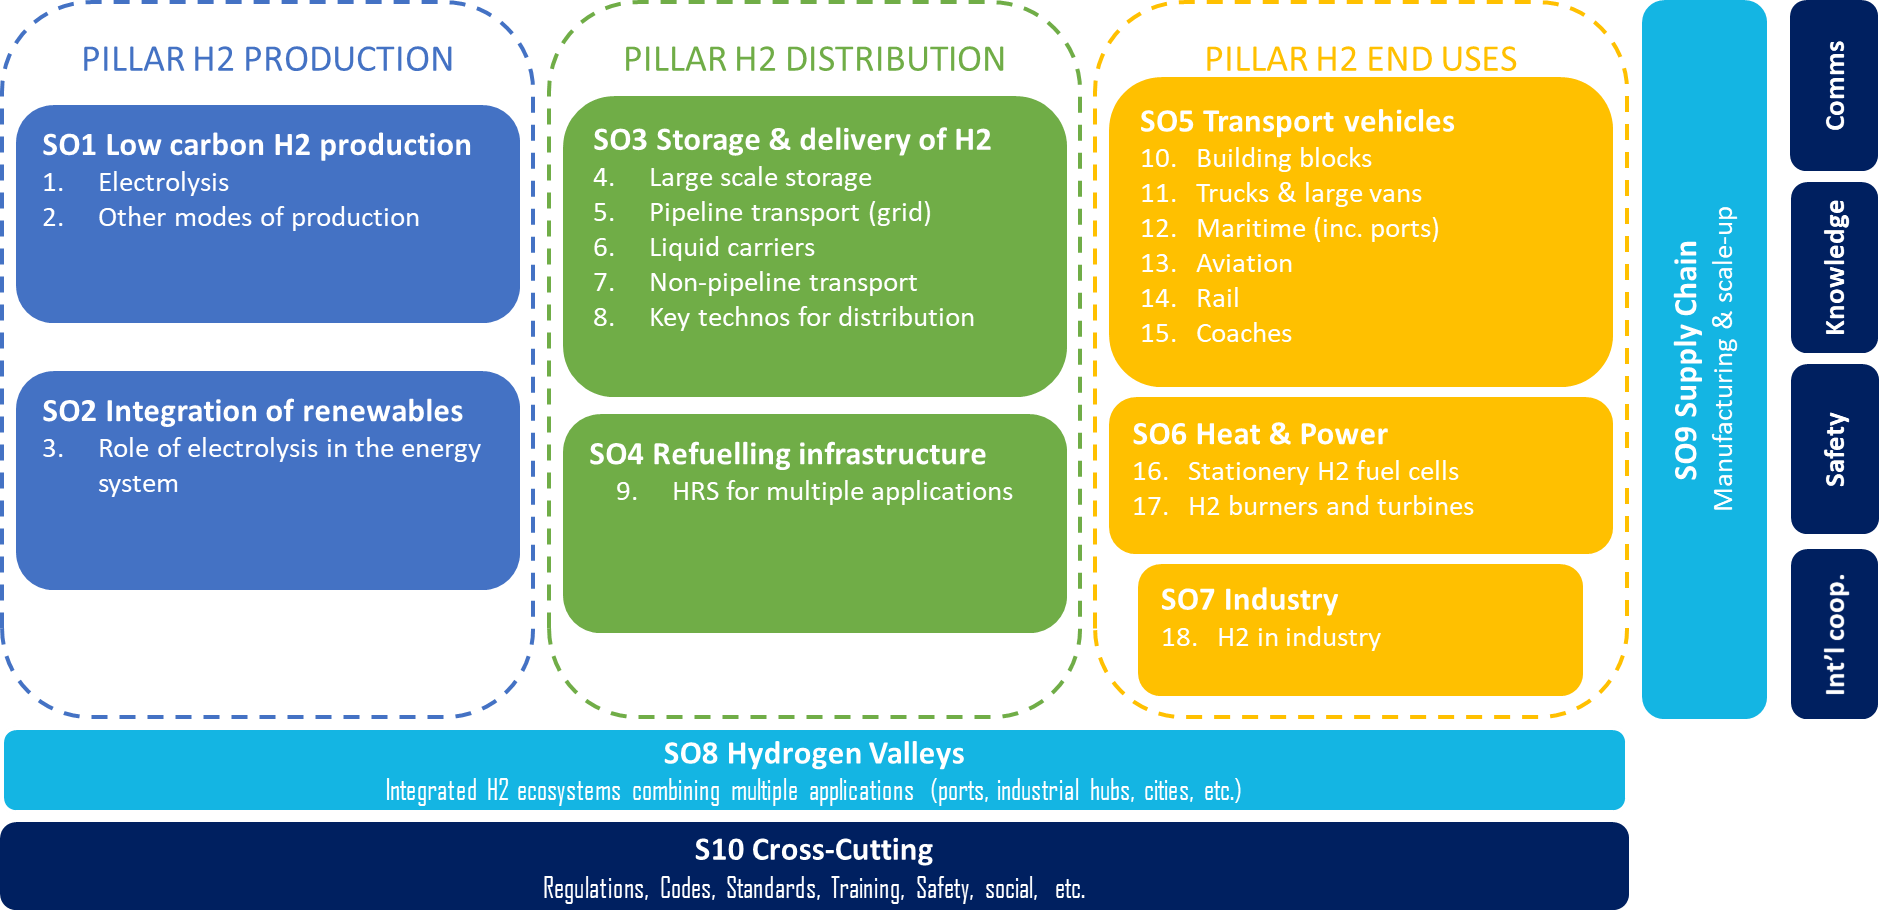 PILLAR H2 PRODUCTION
SO1 Low carbon H2 production
1. Electrolysis
2. Other modes of production
SO2 Integration of renewables
3. Role of electrolysis in the energy
system
PILLAR H2 DISTRIBUTION
SO3 Storage & delivery of H2
4. Large scale storage
5. Pipeline transport (grid)
6. Liquid carriers
7. Non-pipeline transport
8. Key technos for distribution
SO4 Refuelling infrastructure
9. HRS for multiple applications
PILLAR H2 END USES
SO5 Transport vehicles
10. Building blocks
11. Trucks & large vans
12. Maritime (inc. ports)
13. Aviation
14. Rail
15. Coaches
SO6 Heat & Power
16. Stationery H2 fuel cells
17. H2 burners and turbines
SO7 Industry
18. H2 in industry
SO9 Supply Chain
Manufacturing & scale-up
Comms
Knowledge
Safety
Int'l coop.
SO8 Hydrogen Valleys
Integrated H2 ecosystems combining multiple applications (ports, industrial hubs, cities, etc.)
S10 Cross-Cutting
Regulations, Codes, Standards, Training, Safety, social, etc.